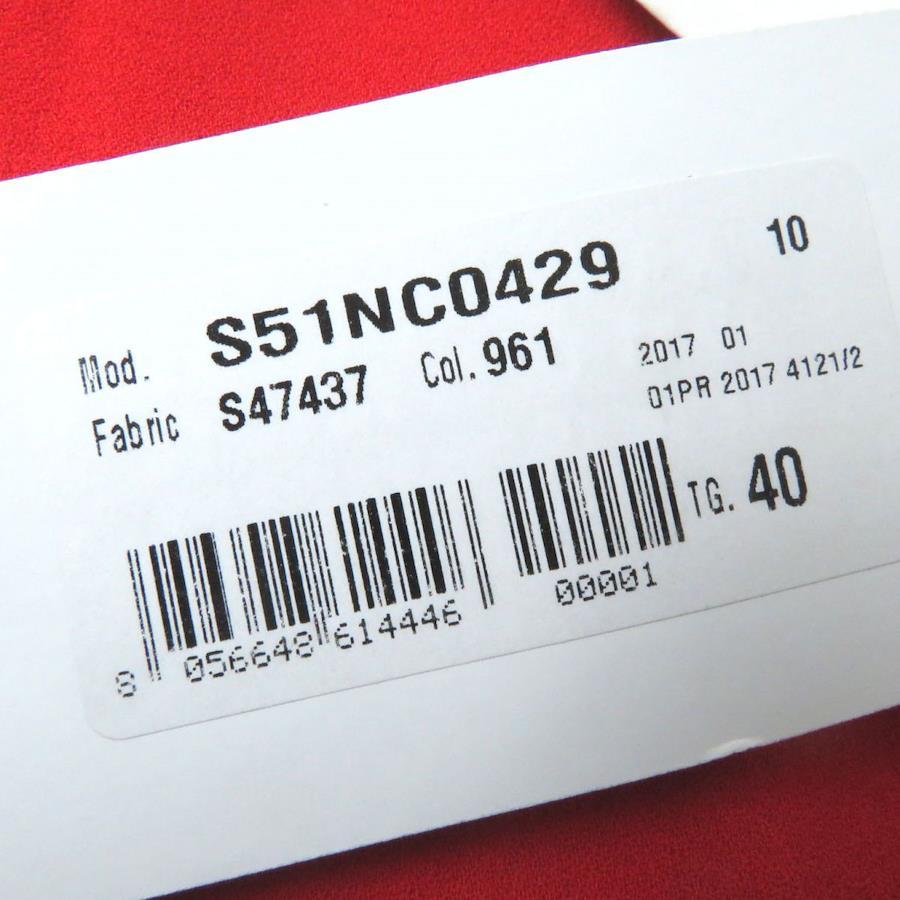 10
Mod. S51NC0429
Fabric S47437 Col. 961
2017 01
01PR 2017 4121/2
TG. 40
8 056648 614446 00001